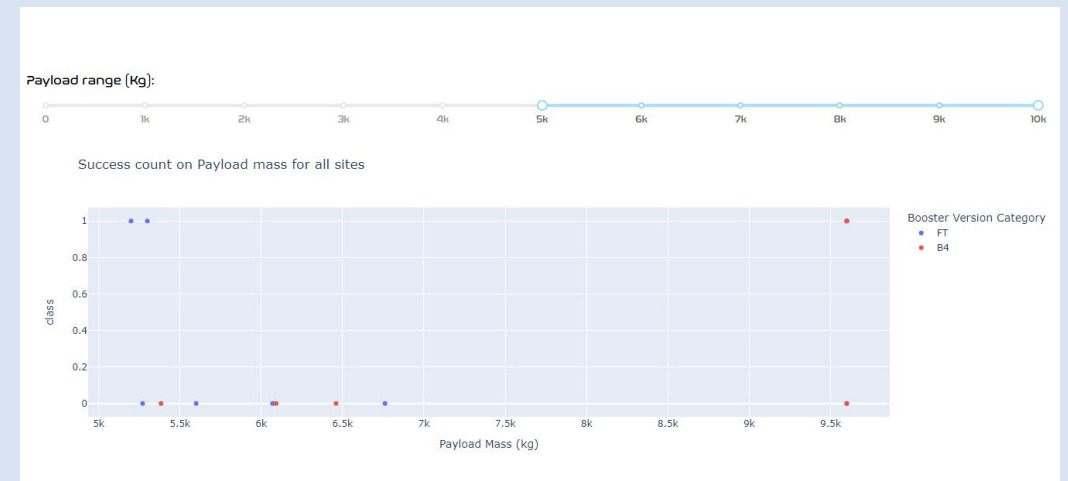 Payload range (Kg):
0 1k 2k 3k 4k 5k 6k 7k 8k 9k 10k
Success count on Payload mass for all sites
Booster Version Category
FT
B4
1
0.8
0.6
0.4
0.2
0
class
5k 5.5k 6k 6.5k 7k 7.5k 8k 8.5k 9k 9.5k
Payload Mass (kg)